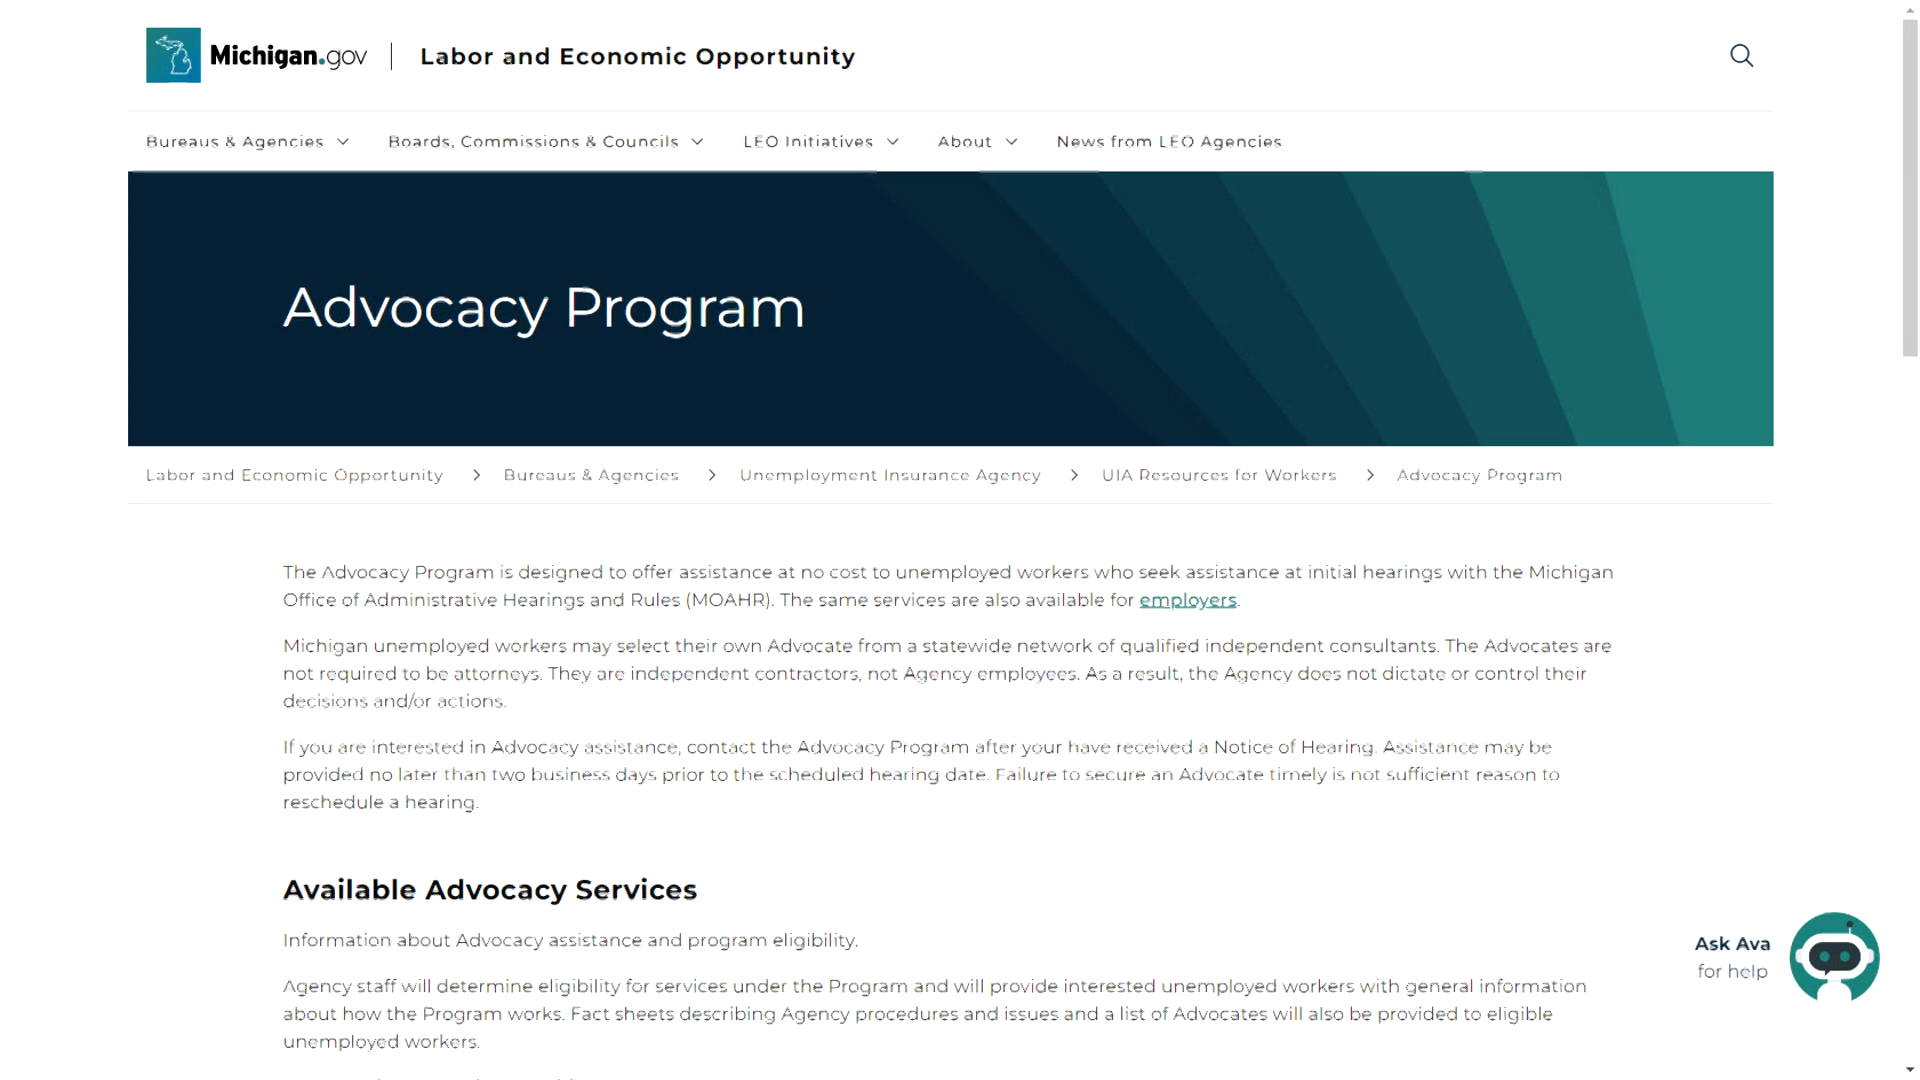 Michigan.gov
Labor and Economic Opportunity
Bureaus & Agencies
Boards, Commissions & Councils
LEO Initiatives
About
News from LEO Agencies
Advocacy Program
Labor and Economic Opportunity > Bureaus & Agencies > Unemployment Insurance Agency > UIA Resources for Workers > Advocacy Program
The Advocacy Program is designed to offer assistance at no cost to unemployed workers who seek assistance at initial hearings with the Michigan
Office of Administrative Hearings and Rules (MOAHR). The same services are also available for employers.
Michigan unemployed workers may select their own Advocate from a statewide network of qualified independent consultants. The Advocates are
not required to be attorneys. They are independent contractors, not Agency employees. As a result, the Agency does not dictate or control their
decisions and/or actions.
If you are interested in Advocacy assistance, contact the Advocacy Program after your have received a Notice of Hearing. Assistance may be
provided no later than two business days prior to the scheduled hearing date. Failure to secure an Advocate timely is not sufficient reason to
reschedule a hearing.
Available Advocacy Services
Information about Advocacy assistance and program eligibility.
Agency staff will determine eligibility for services under the Program and will provide interested unemployed workers with general information
about how the Program works. Fact sheets describing Agency procedures and issues and a list of Advocates will also be provided to eligible
unemployed workers.
Ask Ava
for help